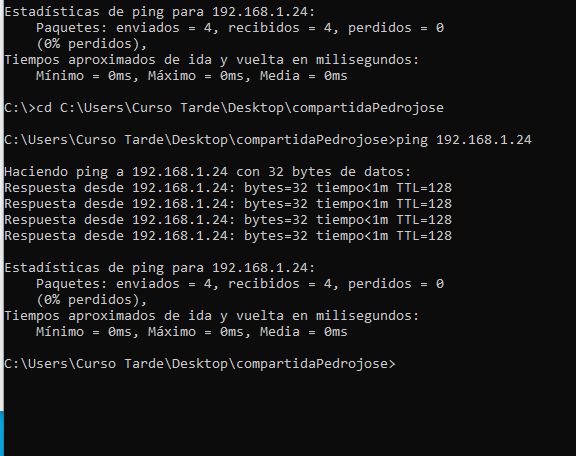 Estadísticas de ping para 192.168.1.24:
    Paquetes: enviados = 4, recibidos = 4, perdidos = 0
    (0% perdidos),
Tiempos aproximados de ida y vuelta en milisegundos:
    Mínimo = 0ms, Máximo = 0ms, Media = 0ms

C:\>cd C:\Users\Curso Tarde\Desktop\compartidaPedrojose

C:\Users\Curso Tarde\Desktop\compartidaPedrojose>ping 192.168.1.24

Haciendo ping a 192.168.1.24 con 32 bytes de datos:
Respuesta desde 192.168.1.24: bytes=32 tiempo<1m TTL=128
Respuesta desde 192.168.1.24: bytes=32 tiempo<1m TTL=128
Respuesta desde 192.168.1.24: bytes=32 tiempo<1m TTL=128
Respuesta desde 192.168.1.24: bytes=32 tiempo<1m TTL=128

Estadísticas de ping para 192.168.1.24:
    Paquetes: enviados = 4, recibidos = 4, perdidos = 0
    (0% perdidos),
Tiempos aproximados de ida y vuelta en milisegundos:
    Mínimo = 0ms, Máximo = 0ms, Media = 0ms

C:\Users\Curso Tarde\Desktop\compartidaPedrojose>